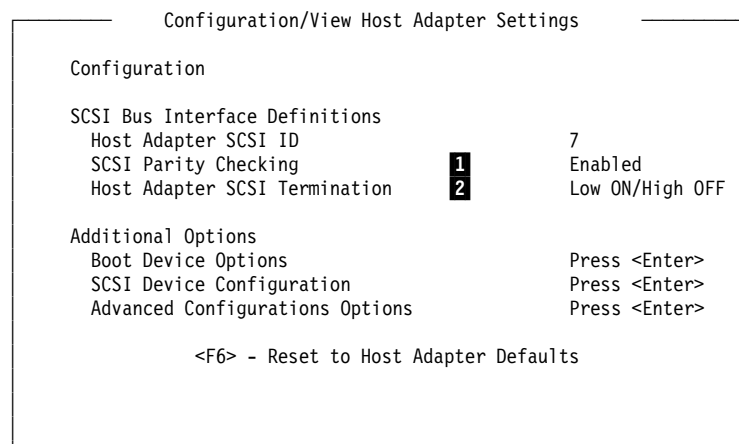 Configuration/View Host Adapter Settings
Configuration
SCSI Bus Interface Definitions
Host Adapter SCSI ID 7
SCSI Parity Checking 1 Enabled
Host Adapter SCSI Termination 2 Low ON/High OFF
Additional Options
Boot Device Options Press <Enter>
SCSI Device Configuration Press <Enter>
Advanced Configurations Options Press <Enter>
<F6> - Reset to Host Adapter Defaults